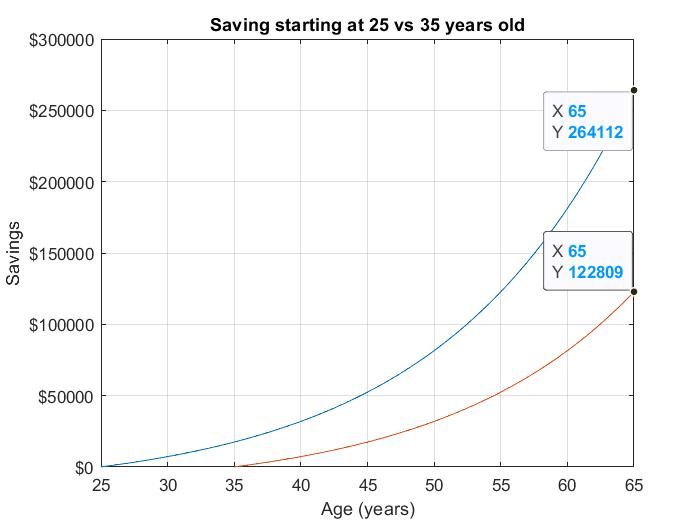 Saving starting at 25 vs 35 years old
$300000
$250000
$200000
$150000
$100000
$50000
$0
Savings
X 65
Y 264112
X 65
Y 122809
25 30 35 40 45 50 55 60 65
Age (years)